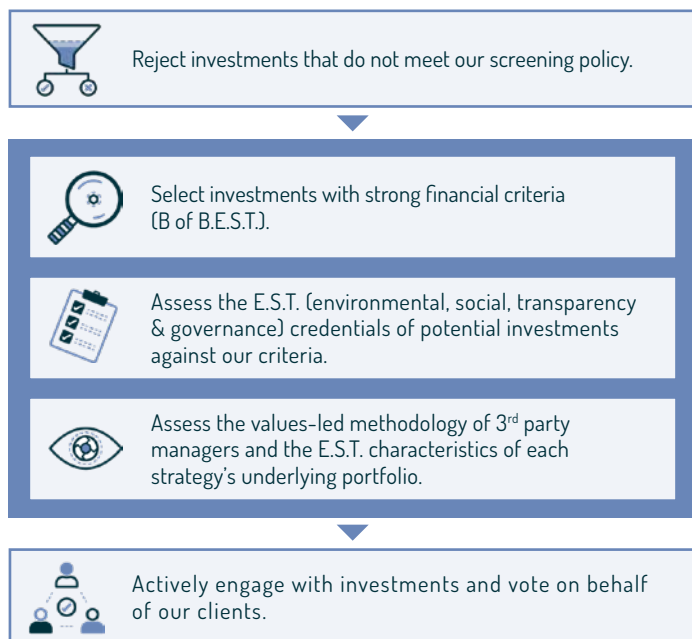 Reject investments that do not meet our screening policy.
Select investments with strong financial criteria
(B of B.E.S.T.).
Assess the E.S.T. (environmental, social, transparency
& governance) credentials of potential investments
against our criteria.
Assess the values-led methodology of 3rd party
managers and the E.S.T. characteristics of each
strategy’s underlying portfolio.
Actively engage with investments and vote on behalf
of our clients.